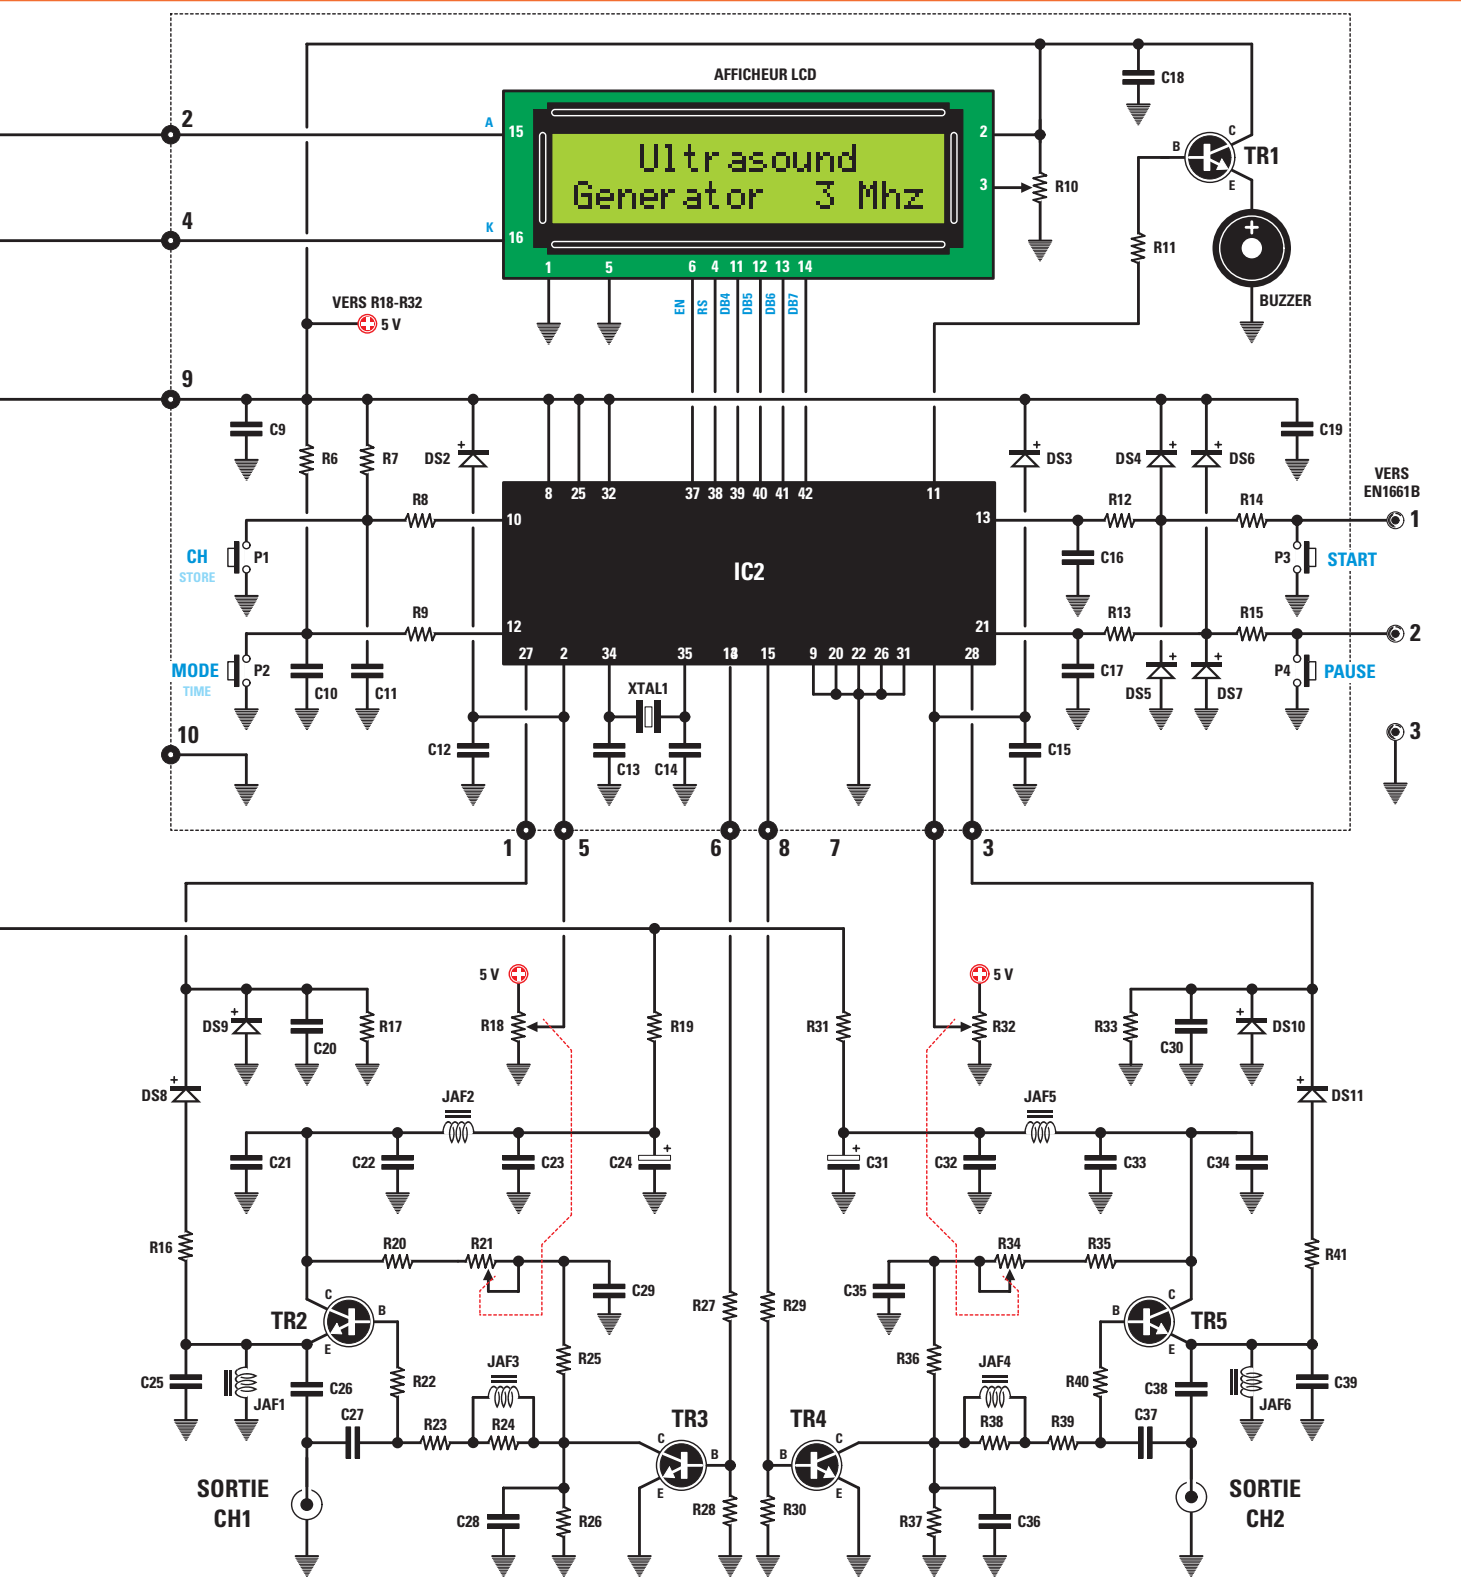 AFFICHEUR LCD
C18
2
A
15
2
C
B
TR1
E
Ultrasound
Generator 3 Mhz
3
R10
4
K
16
R11
1
5
6
4
11
12
13
14
EN
RS
DB4
DB5
DB6
DB7
BUZZER
VERS R18-R32
5 V
9
C9
R6
R7
DS2
+
DS3
+
DS4
+
DS6
+
C19
VERS
EN1661B
8
25
32
37
38
39
40
41
42
11
R8
10
13
R12
R14
1
CH
STORE
P1
IC2
C16
P3
START
R9
12
21
R13
R15
2
MODE
TIME
P2
C10
C11
27
2
34
35
15
9
20
22
26
31
28
C17
DS5
+
DS7
+
P4
PAUSE
XTAL1
10
C12
C13
C14
C15
3
1
5
6
8
7
3
5 V
5 V
DS9
+
C20
R17
R18
R19
R31
R32
R33
C30
DS10
+
DS8
+
JAF2
JAF5
DS11
+
C21
C22
C23
C24
+
C31
+
C32
C33
C34
R16
R20
R21
R34
R35
R41
C29
C35
C
TR2
B
E
R27
R29
C
B
TR5
E
R25
R36
C25
JAF1
C26
R22
JAF3
JAF4
R40
C38
JAF6
C39
C27
R23
R24
TR3
C
B
E
TR4
B
C
E
R38
R39
C37
SORTIE
CH1
C28
R26
R28
R30
R37
C36
SORTIE
CH2